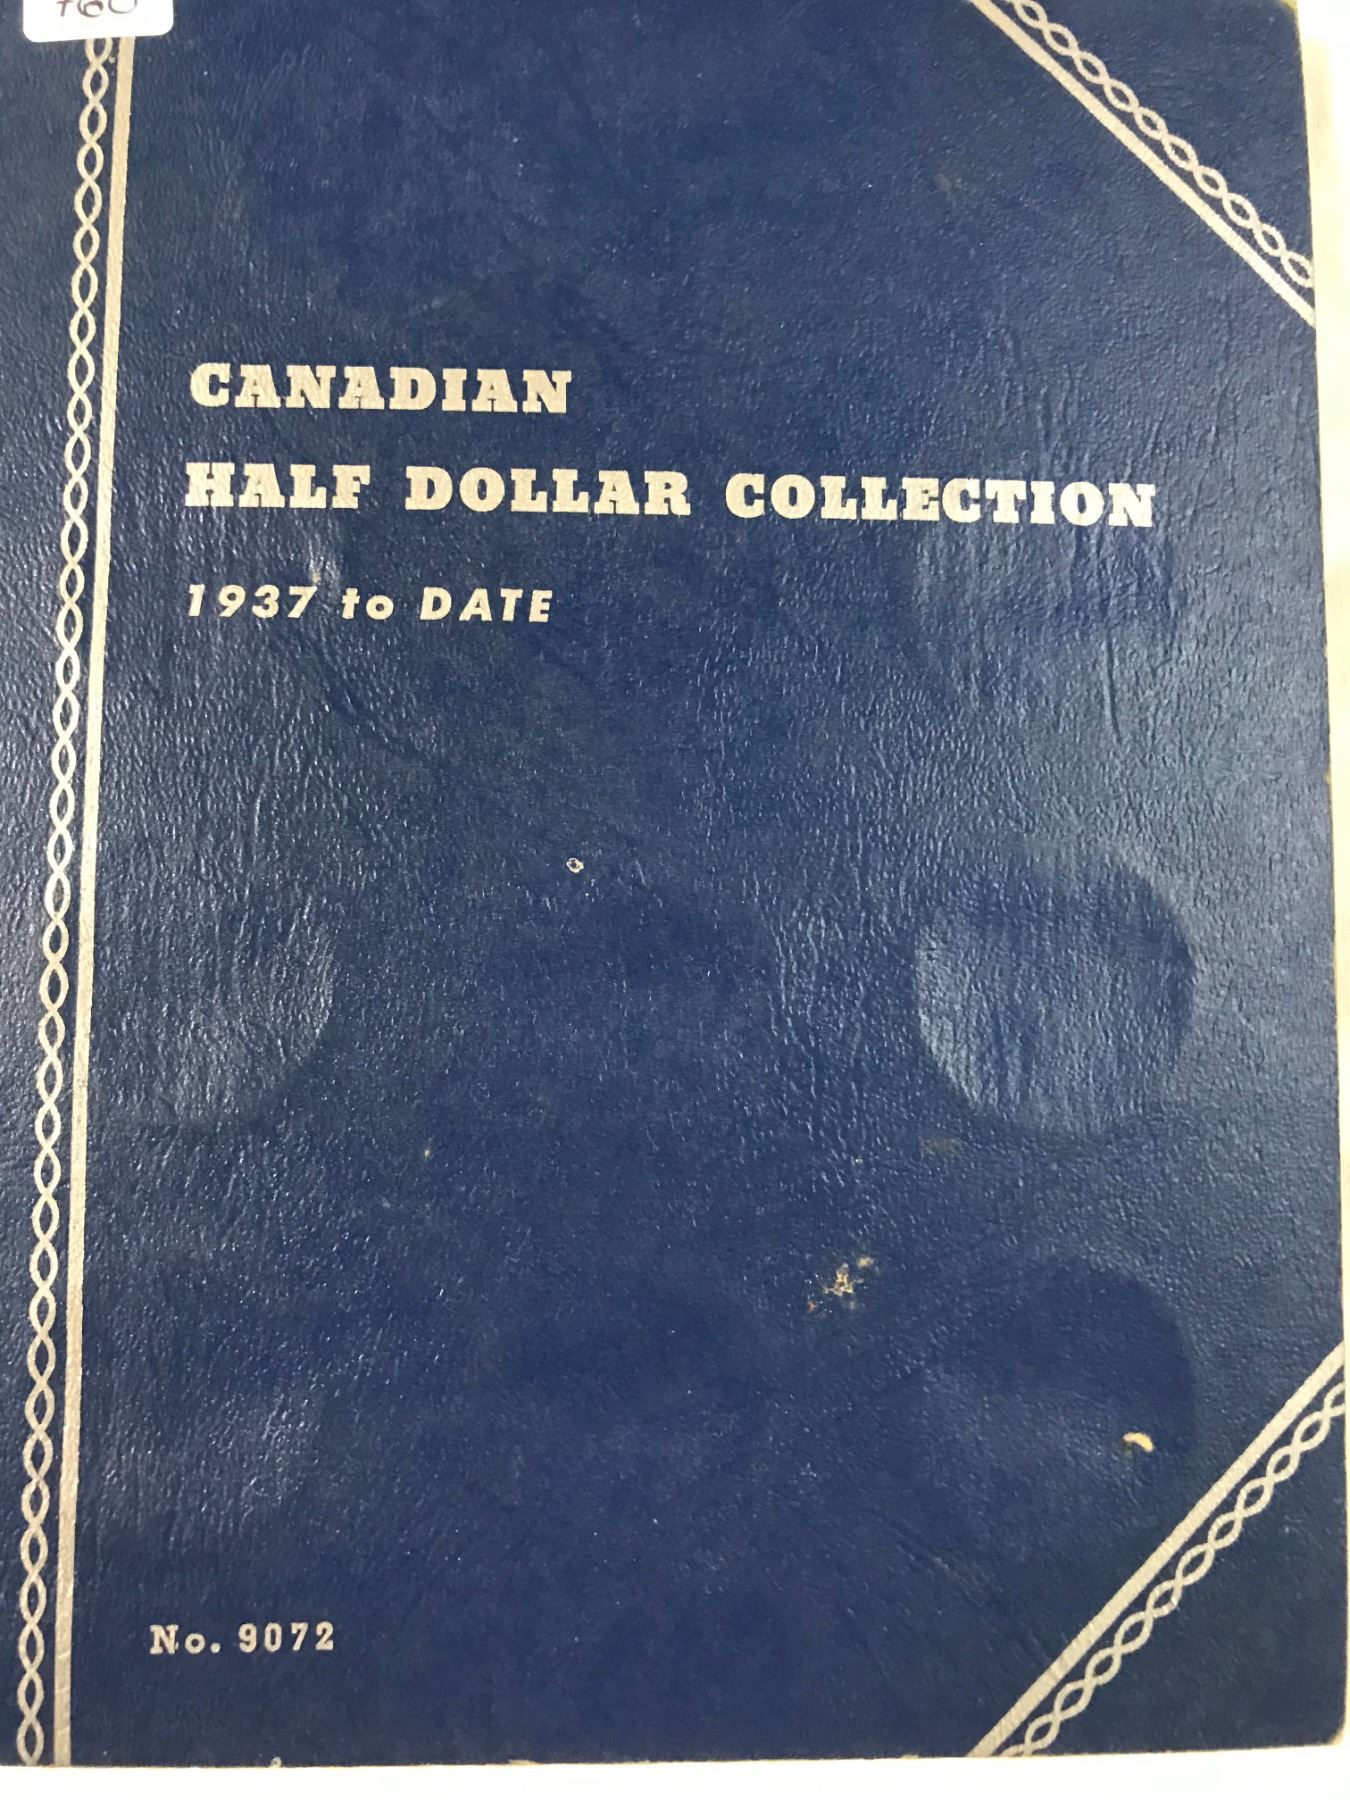 CANADIAN
HALF DOLLAR COLLECTION
1937 to DATE
No. 9072